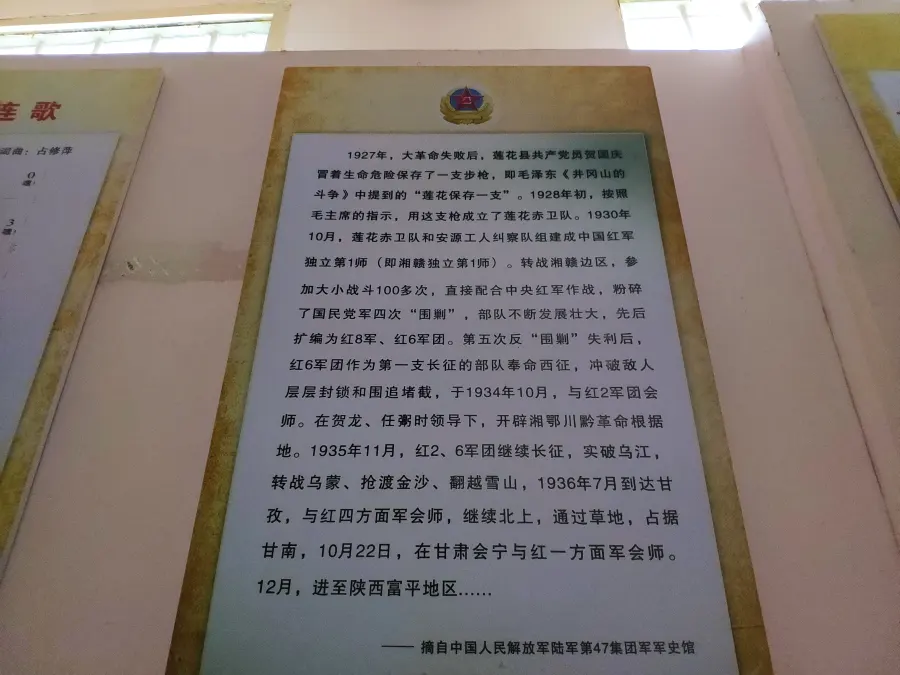 连歌
词曲：占修萍
0
魂！
3
魂！
1927年，大革命失败后，莲花县共产党员贺国庆
冒着生命危险保存了一支步枪，即毛泽东《井冈山的
斗争》中提到的“莲花保存一支”。1928年初，按照
毛主席的指示，用这支枪成立了莲花赤卫队。1930年
10月，莲花赤卫队和安源工人纠察队组建成中国红军
独立第1师（即湘赣独立第1师）。转战湘赣边区，参
加大小战斗100多次，直接配合中央红军作战，粉碎
了国民党军四次“围剿”，部队不断发展壮大，先后
扩编为红8军、红6军团。第五次反“围剿”失利后，
红6军团作为第一支长征的部队奉命西征，冲破敌人
层层封锁和围追堵截，于1934年10月，与红2军团会
师。在贺龙、任弼时领导下，开辟湘鄂川黔革命根据
地。1935年11月，红2、6军团继续长征，实破乌江，
转战乌蒙、抢渡金沙、翻越雪山，1936年7月到达甘
孜，与红四方面军会师，继续北上，通过草地，占据
甘南，10月22日，在甘肃会宁与红一方面军会师。
12月，进至陕西富平地区……
—— 摘自中国人民解放军陆军第47集团军军史馆